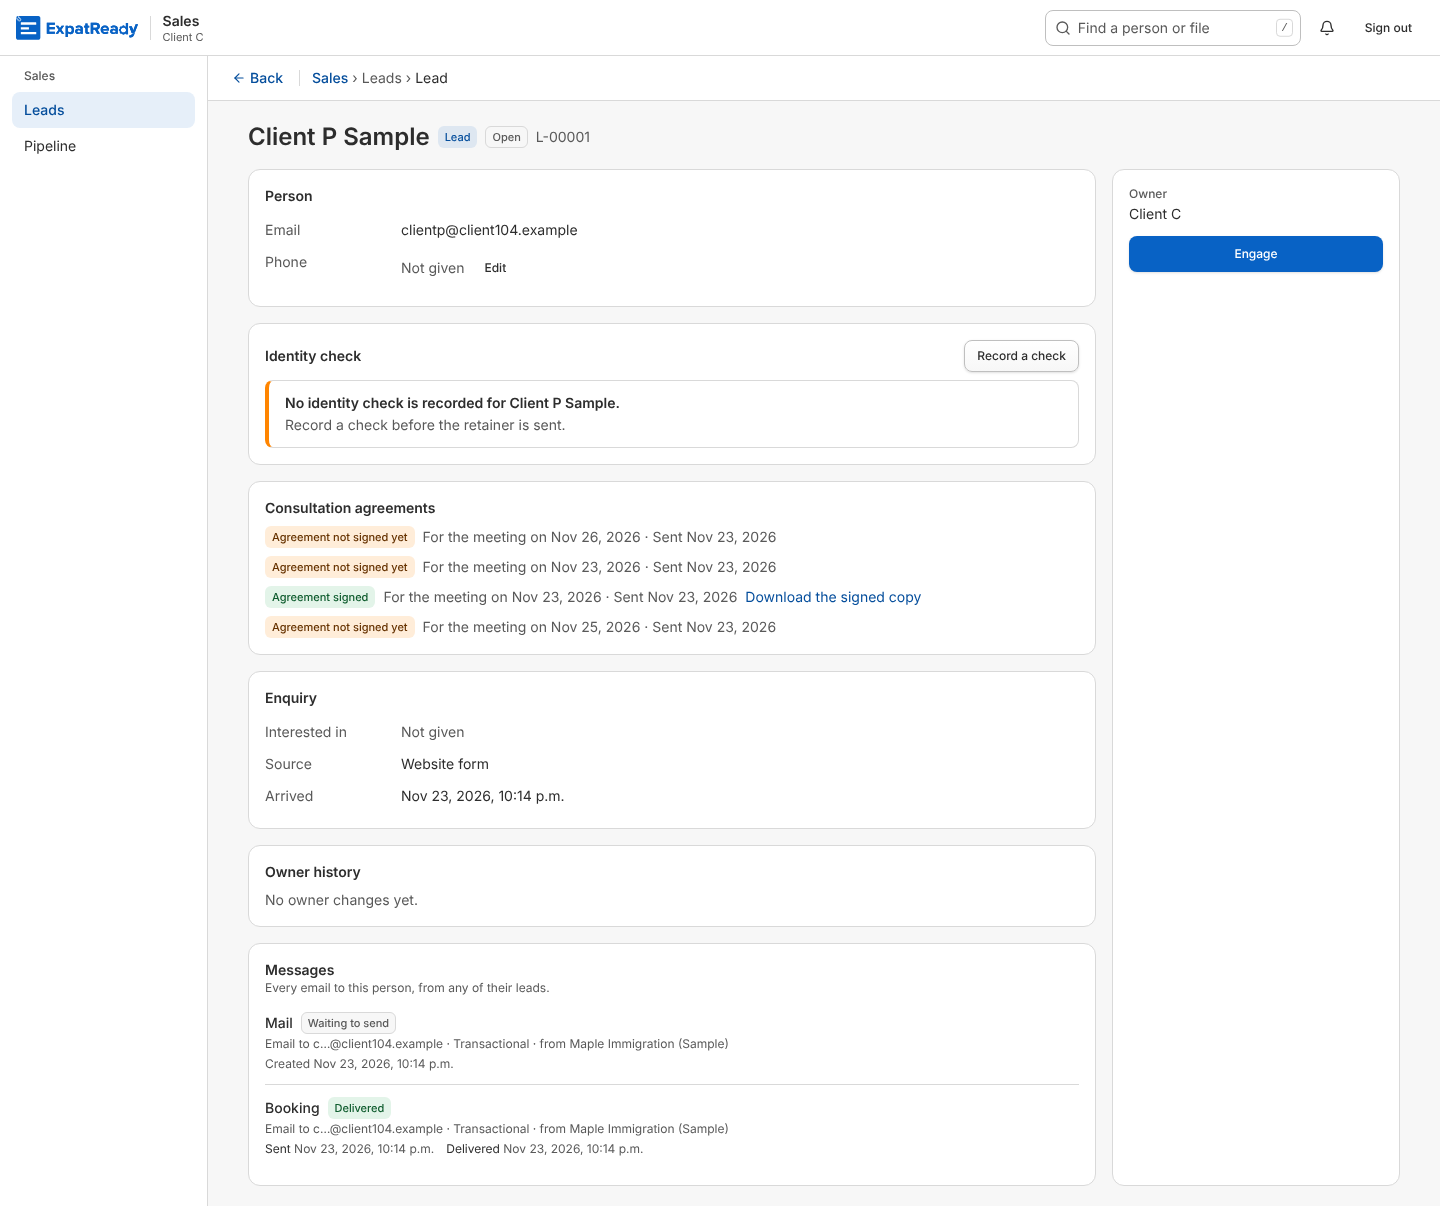 ExpatReady
Sales
Client C
Find a person or file
/
Sign out
Sales
Leads
Pipeline
← Back
Sales › Leads › Lead
Client P Sample
Lead
Open
L-00001
Person
Email
clientp@client104.example
Phone
Not given
Edit
Identity check
Record a check
No identity check is recorded for Client P Sample.
Record a check before the retainer is sent.
Consultation agreements
Agreement not signed yet For the meeting on Nov 26, 2026 · Sent Nov 23, 2026
Agreement not signed yet For the meeting on Nov 23, 2026 · Sent Nov 23, 2026
Agreement signed For the meeting on Nov 23, 2026 · Sent Nov 23, 2026 Download the signed copy
Agreement not signed yet For the meeting on Nov 25, 2026 · Sent Nov 23, 2026
Enquiry
Interested in
Not given
Source
Website form
Arrived
Nov 23, 2026, 10:14 p.m.
Owner history
No owner changes yet.
Messages
Every email to this person, from any of their leads.
Mail Waiting to send
Email to c...@client104.example · Transactional · from Maple Immigration (Sample)
Created Nov 23, 2026, 10:14 p.m.
Booking Delivered
Email to c...@client104.example · Transactional · from Maple Immigration (Sample)
Sent Nov 23, 2026, 10:14 p.m. Delivered Nov 23, 2026, 10:14 p.m.
Owner
Client C
Engage